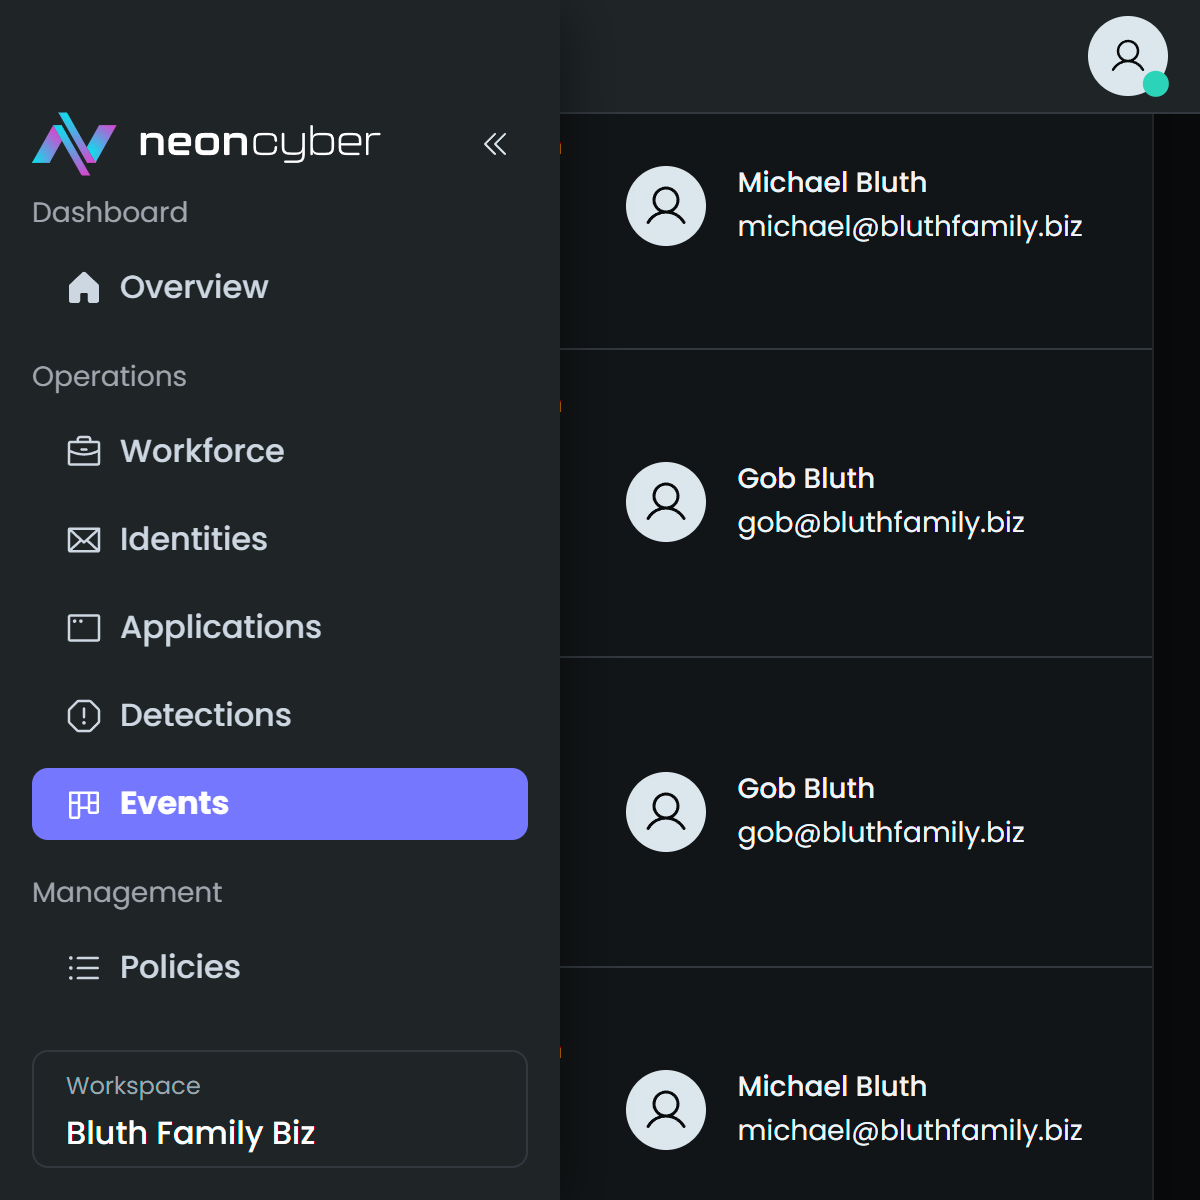 neoncyber
Dashboard
Overview
Operations
Workforce
Identities
Applications
Detections
Events
Management
Policies
Workspace
Bluth Family Biz
Michael Bluth
michael@bluthfamily.biz
Gob Bluth
gob@bluthfamily.biz
Gob Bluth
gob@bluthfamily.biz
Michael Bluth
michael@bluthfamily.biz